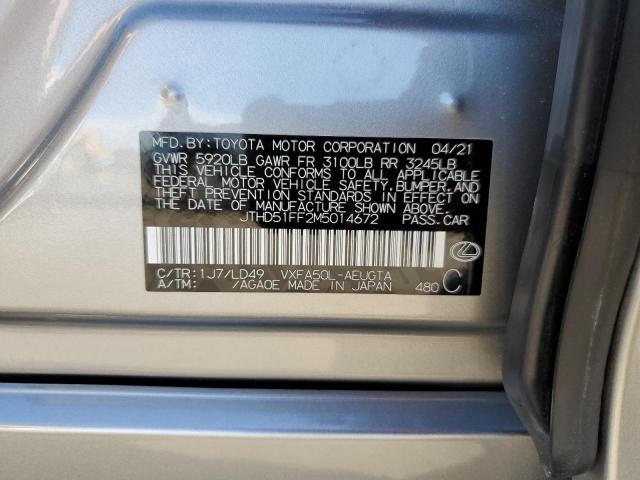 MFD. BY: TOYOTA MOTOR CORPORATION 04/21
GVWR 5920LB GAWR FR 3100LB RR 3245LB
THIS VEHICLE CONFORMS TO ALL APPLICABLE
FEDERAL MOTOR VEHICLE SAFETY, BUMPER, AND
THEFT PREVENTION STANDARDS IN EFFECT ON
THE DATE OF MANUFACTURE SHOWN ABOVE.
JTHD51FF2M5014672 PASS. CAR
C/TR: 1J7/LD49 VXFA50L-AEUGTA
A/TM: /AGA0E MADE IN JAPAN 480 C